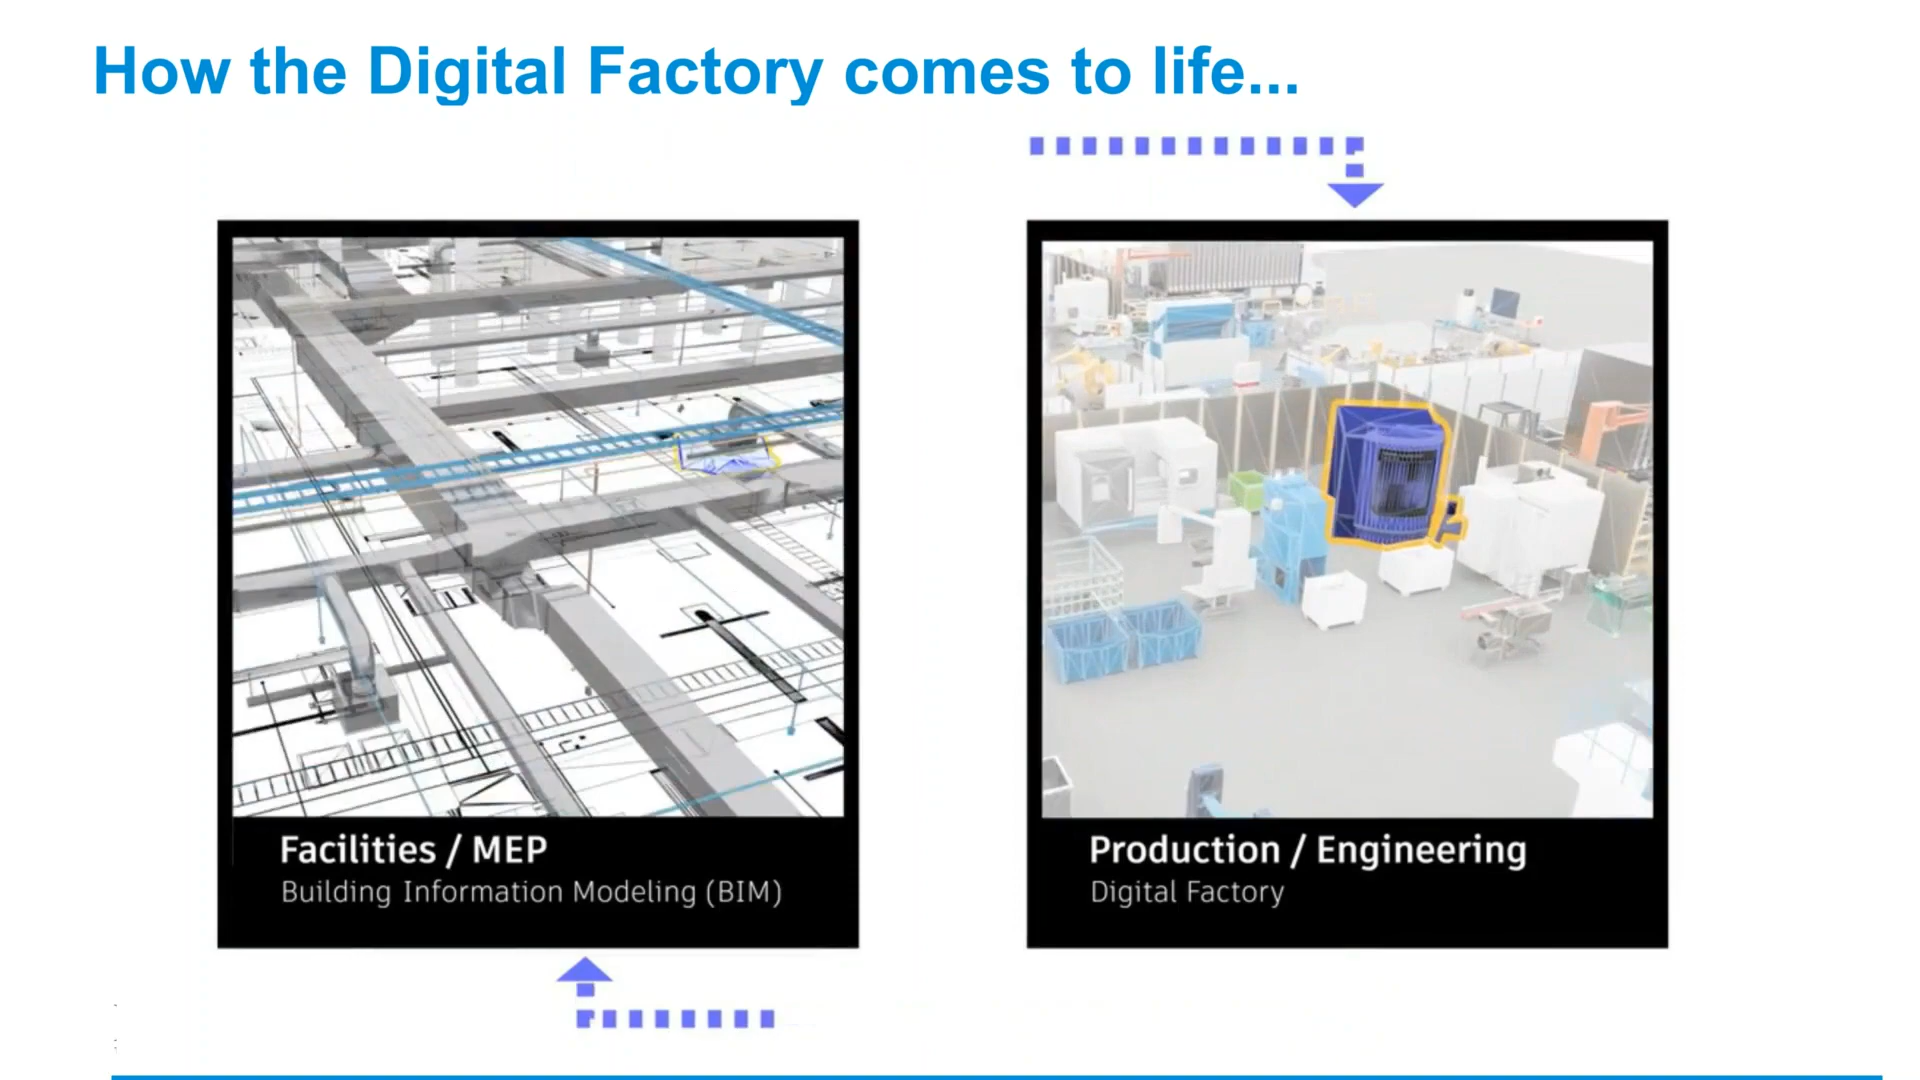 How the Digital Factory comes to life...
Facilities / MEP
Building Information Modeling (BIM)
Production / Engineering
Digital Factory